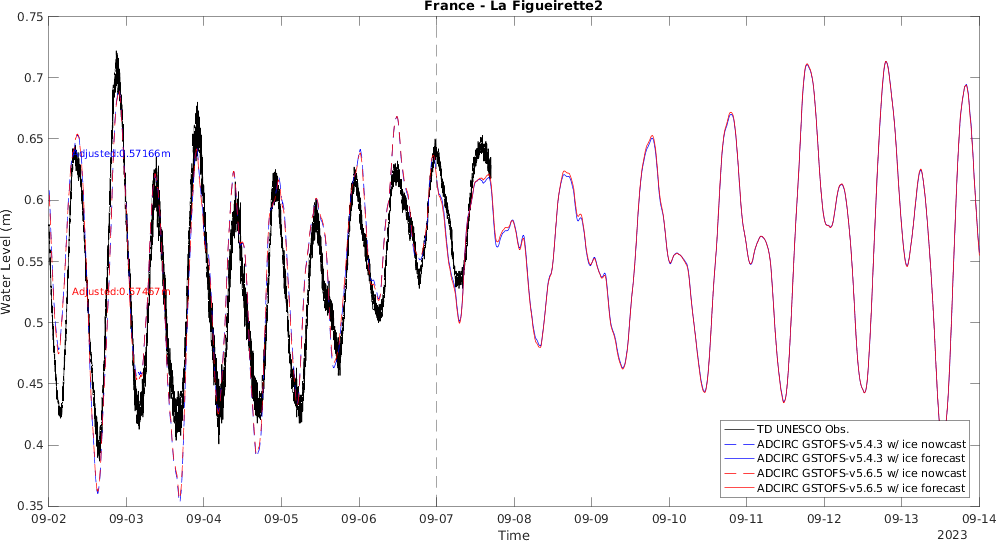 France - La Figueirette2
0.75
0.7
0.65
0.6
0.55
0.5
0.45
0.4
0.35
Water Level (m)
Adjusted:0.57166m
Adjusted:0.57467m
TD UNESCO Obs.
ADCIRC GSTOFS-v5.4.3 w/ ice nowcast
ADCIRC GSTOFS-v5.4.3 w/ ice forecast
ADCIRC GSTOFS-v5.6.5 w/ ice nowcast
ADCIRC GSTOFS-v5.6.5 w/ ice forecast
09-02 09-03 09-04 09-05 09-06 09-07 09-08 09-09 09-10 09-11 09-12 09-13 09-14
Time
2023